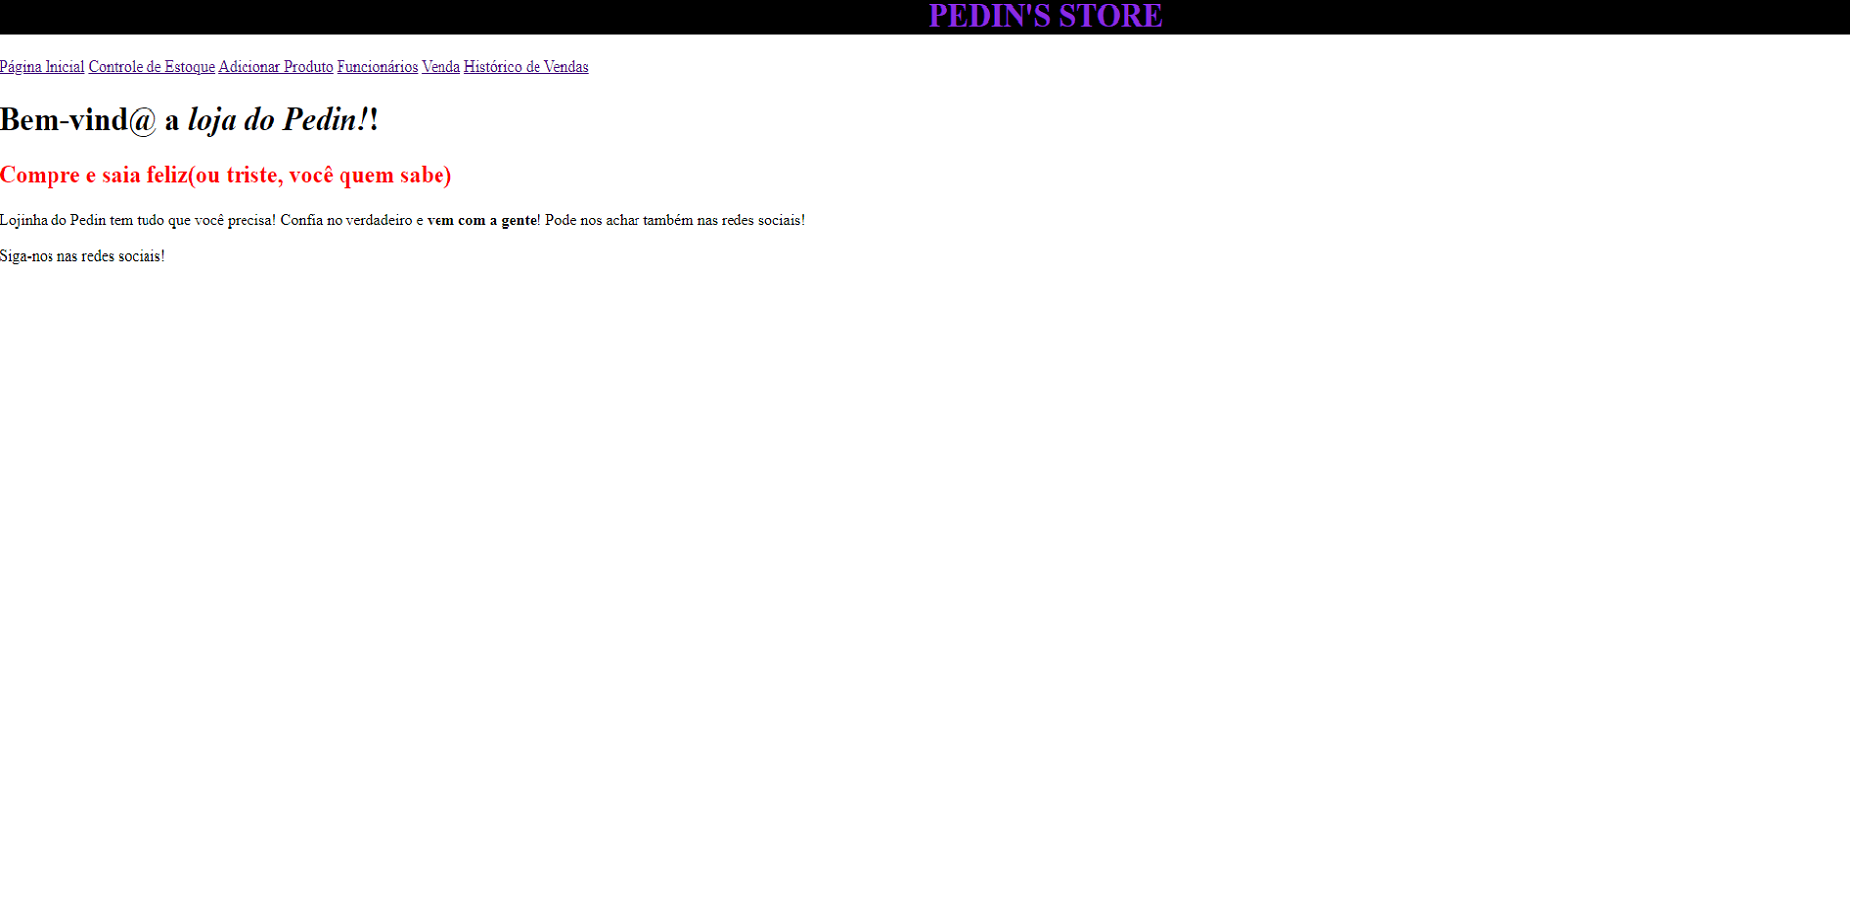 PEDIN'S STORE
Página Inicial Controle de Estoque Adicionar Produto Funcionários Venda Histórico de Vendas
Bem-vind@ a loja do Pedin!!
Compre e saia feliz(ou triste, você quem sabe)
Lojinha do Pedin tem tudo que você precisa! Confia no verdadeiro e vem com a gente! Pode nos achar também nas redes sociais!
Siga-nos nas redes sociais!